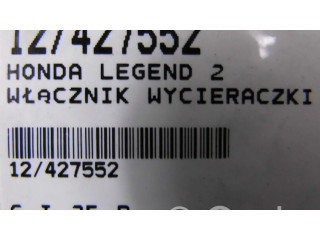 12/427552
HONDA LEGEND 2
WŁĄCZNIK WYCIERACZKI
12/427552